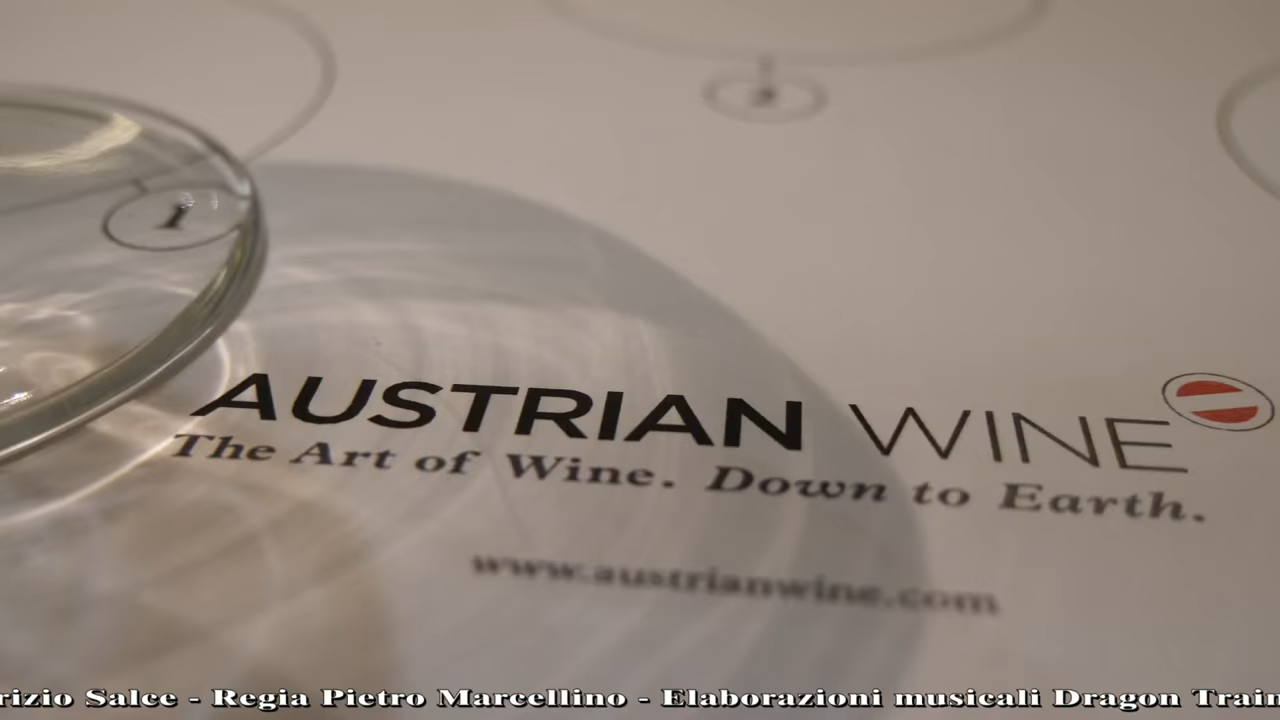 2
1
AUSTRIAN WINE
The Art of Wine. Down to Earth.
www.austrianwine.com
rizio Salce - Regia Pietro Marcellino - Elaborazioni musicali Dragon Train